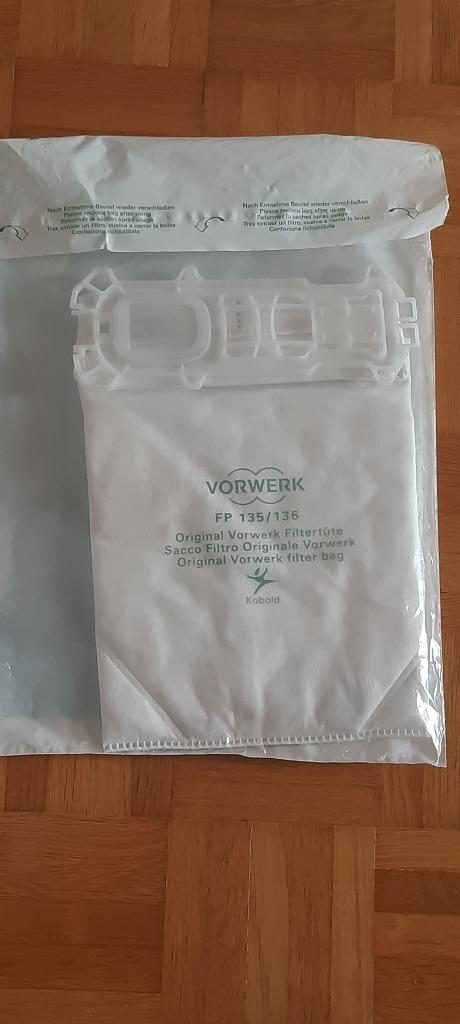 Nach Entnahme Beutel wieder verschließen
Please reclose bag after using
Refermez le sachet après usage
Tras extraer un filtro, vuelva a cerrar la bolsa
Confezione richiudibile
Nach Entnahme Beutel wieder verschließen
Please reclose bag after using
Refermez le sachet après usage
Tras extraer un filtro, vuelva a cerrar la bolsa
Confezione richiudibile
VORWERK
FP 135/136
Original Vorwerk Filtertüte
Sacco Filtro Originale Vorwerk
Original Vorwerk filter bag
Kobold